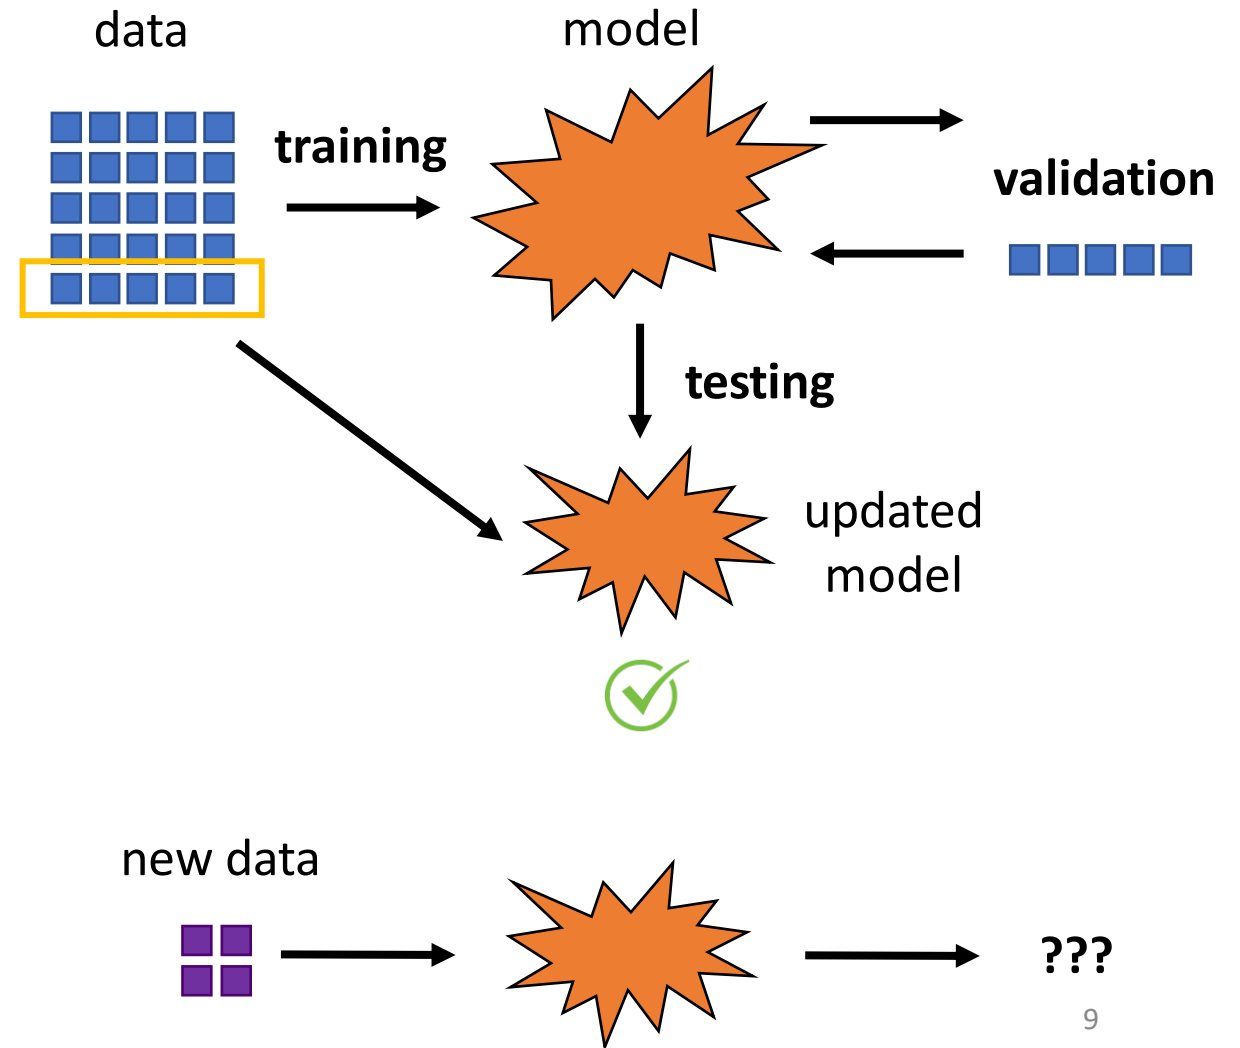 data
model
training
validation
testing
updated
model
new data
???
9